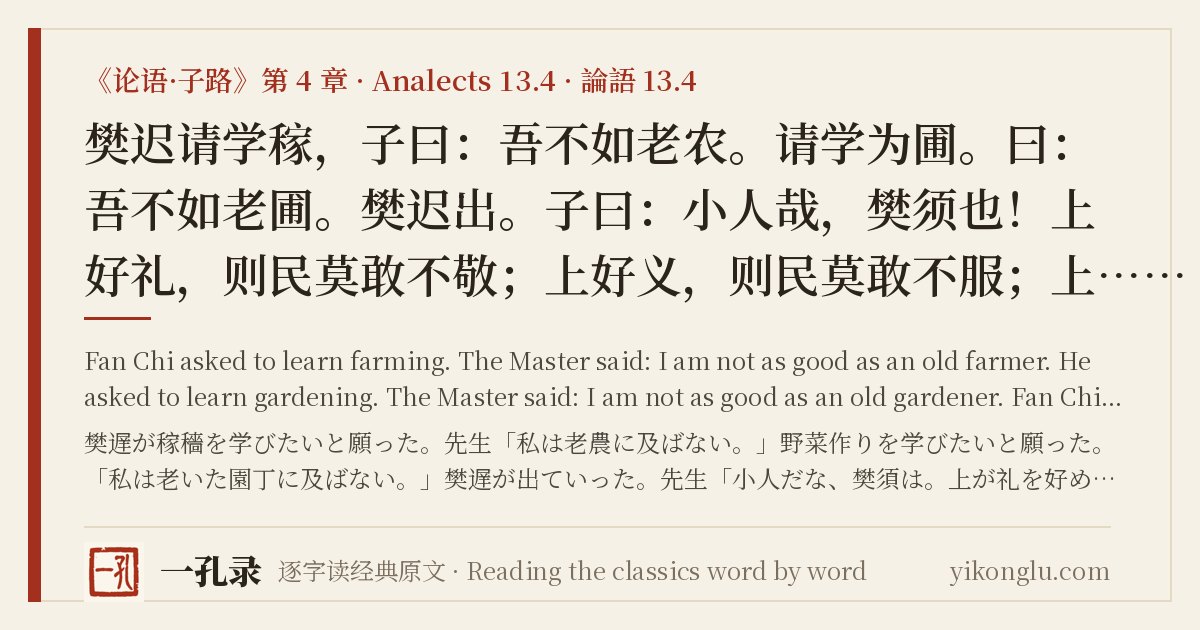 《论语·子路》第 4 章 · Analects 13.4 · 論語 13.4
樊迟请学稼，子曰：吾不如老农。请学为圃。曰：
吾不如老圃。樊迟出。子曰：小人哉，樊须也！上
好礼，则民莫敢不敬；上好义，则民莫敢不服；上……
Fan Chi asked to learn farming. The Master said: I am not as good as an old farmer. He
asked to learn gardening. The Master said: I am not as good as an old gardener. Fan Chi...
樊遅が稼穡を学びたいと願った。先生「私は老農に及ばない。」野菜作りを学びたいと願った。
「私は老いた園丁に及ばない。」樊遅が出ていった。先生「小人だな、樊須は。上が礼を好め…
一孔
一孔录
逐字读经典原文 · Reading the classics word by word
yikonglu.com